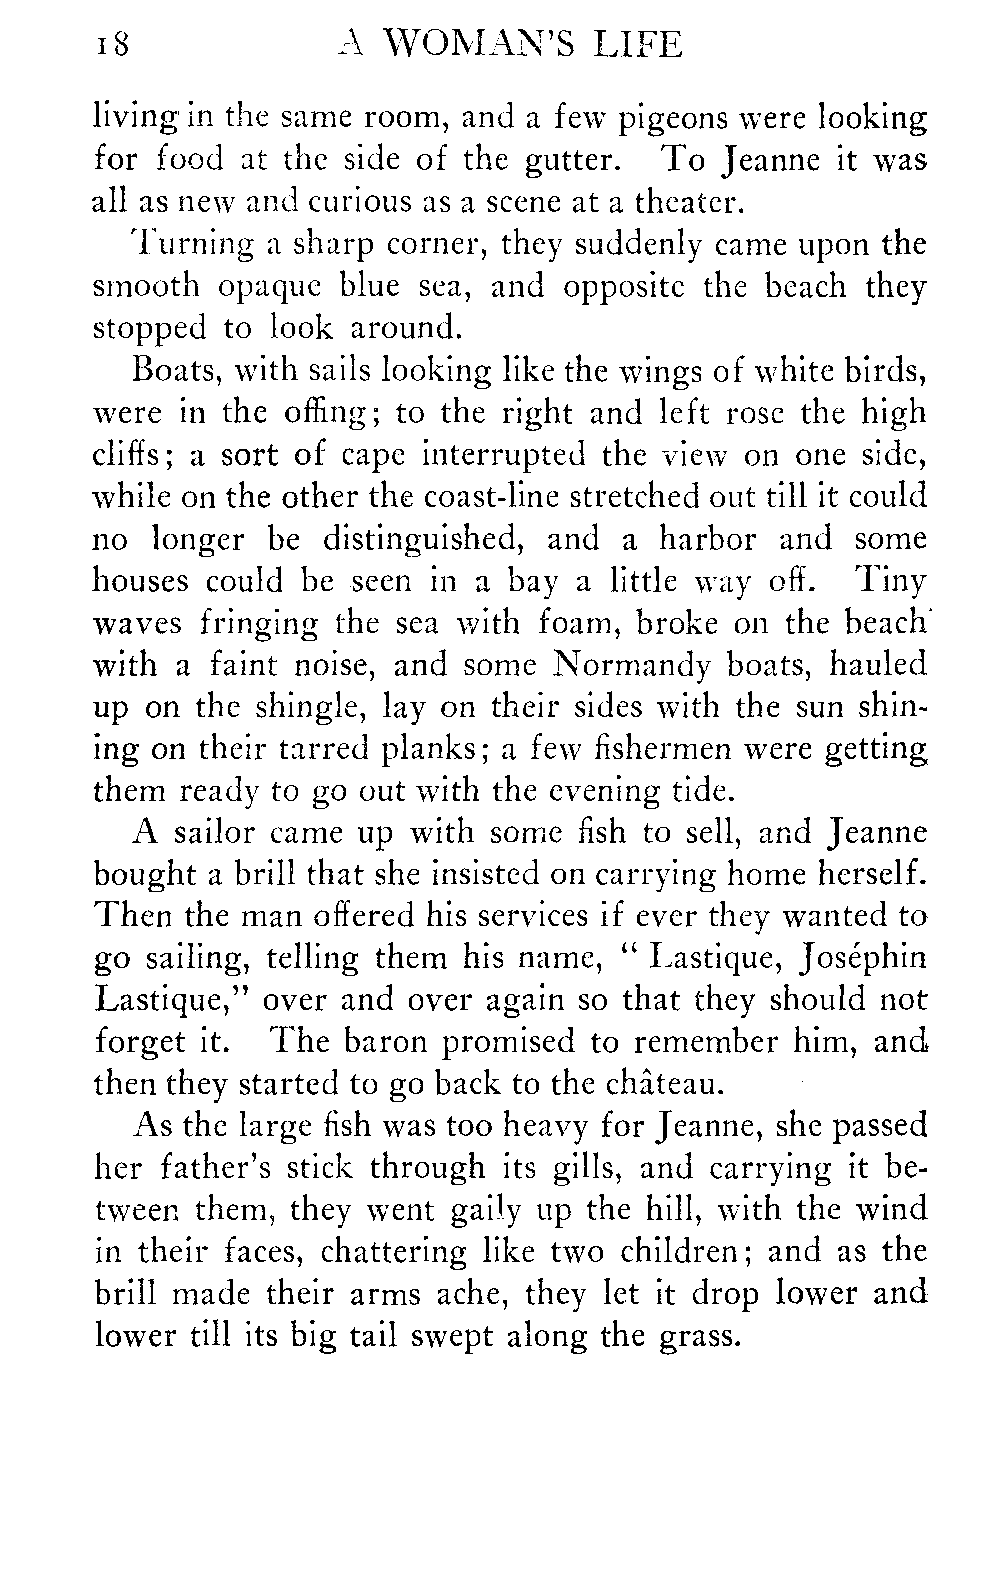 18 A WOMAN'S LIFE
living in the same room, and a few pigeons were looking
for food at the side of the gutter. To Jeanne it was
all as new and curious as a scene at a theater.
Turning a sharp corner, they suddenly came upon the
smooth opaque blue sea, and opposite the beach they
stopped to look around.
Boats, with sails looking like the wings of white birds,
were in the offing; to the right and left rose the high
cliffs; a sort of cape interrupted the view on one side,
while on the other the coast-line stretched out till it could
no longer be distinguished, and a harbor and some
houses could be seen in a bay a little way off. Tiny
waves fringing the sea with foam, broke on the beach
with a faint noise, and some Normandy boats, hauled
up on the shingle, lay on their sides with the sun shin-
ing on their tarred planks; a few fishermen were getting
them ready to go out with the evening tide.
A sailor came up with some fish to sell, and Jeanne
bought a brill that she insisted on carrying home herself.
Then the man offered his services if ever they wanted to
go sailing, telling them his name, " Lastique, Joséphin
Lastique," over and over again so that they should not
forget it. The baron promised to remember him, and
then they started to go back to the château.
As the large fish was too heavy for Jeanne, she passed
her father's stick through its gills, and carrying it be-
tween them, they went gaily up the hill, with the wind
in their faces, chattering like two children; and as the
brill made their arms ache, they let it drop lower and
lower till its big tail swept along the grass.